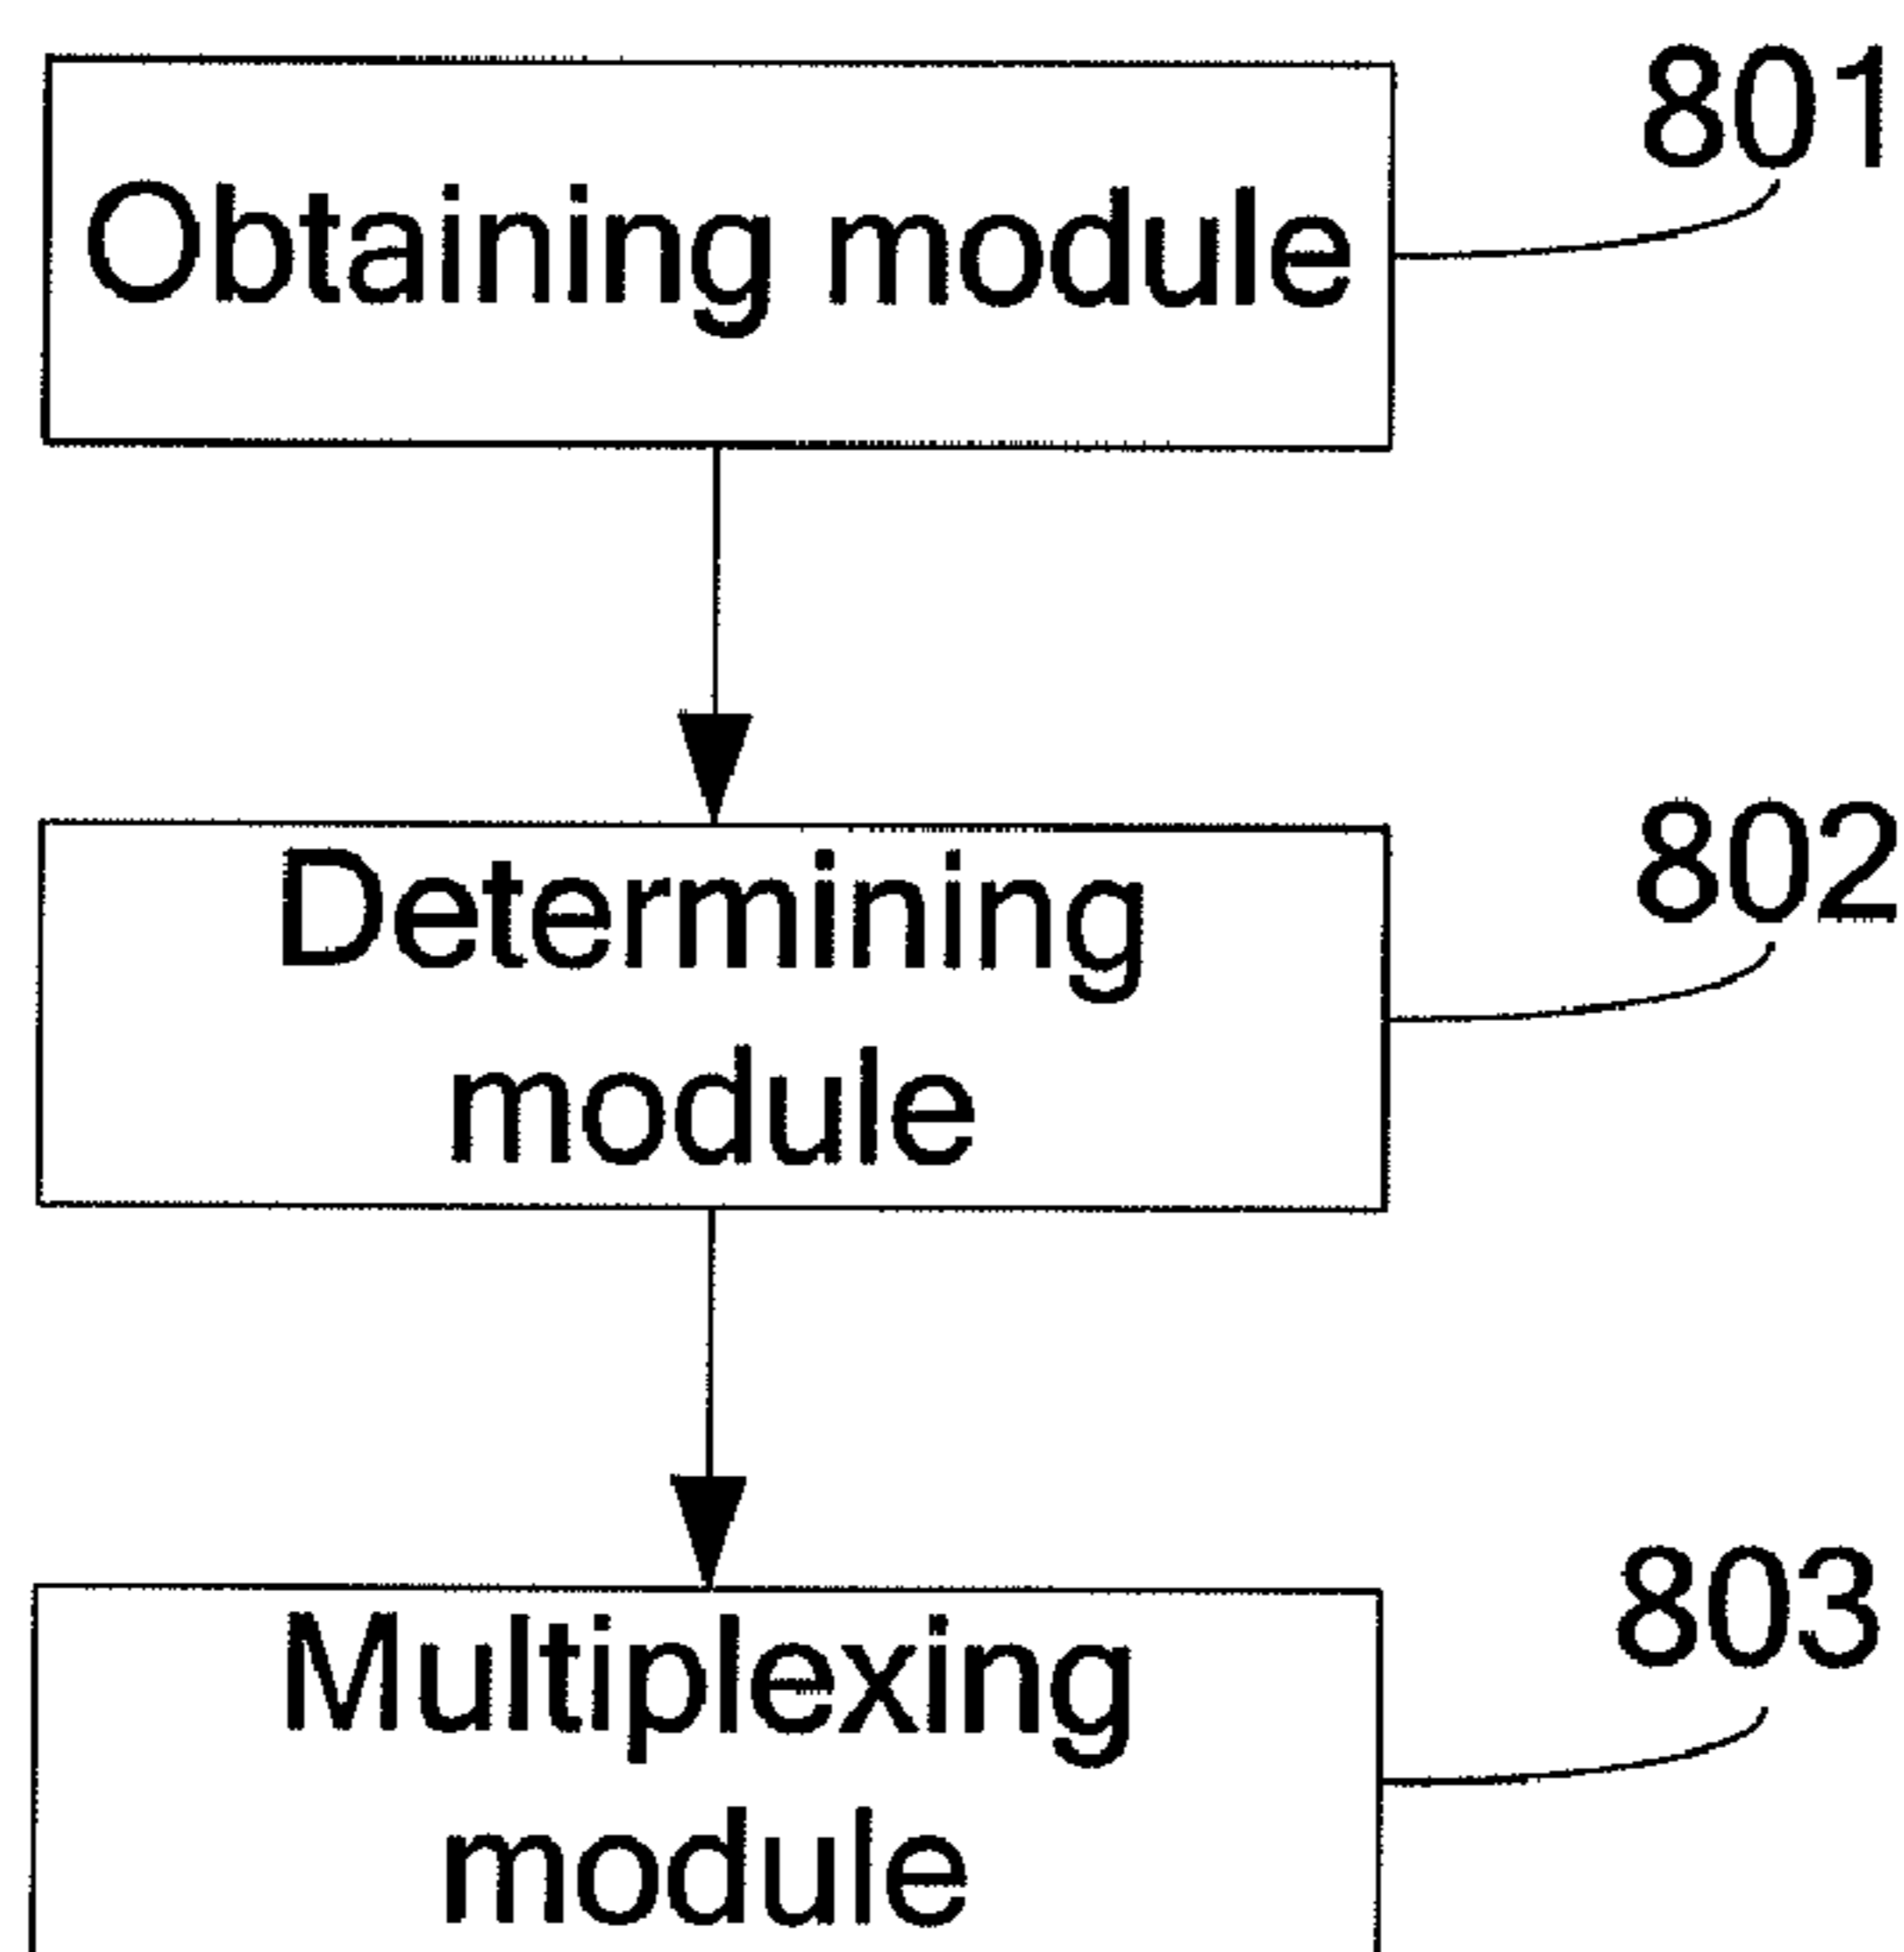 801
Obtaining module
802
Determining
module
803
Multiplexing
module